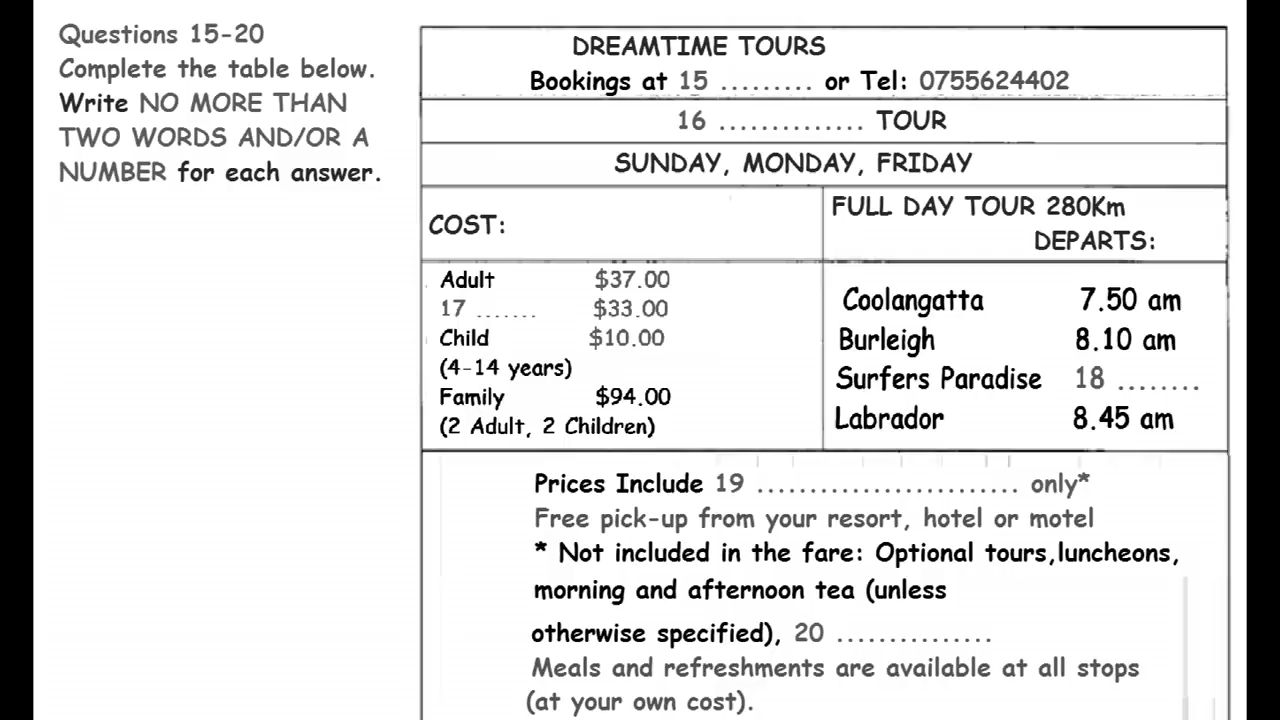 Questions 15-20
Complete the table below.
Write NO MORE THAN
TWO WORDS AND/OR A
NUMBER for each answer.
DREAMTIME TOURS
Bookings at 15 ......... or Tel: 0755624402
16 .............. TOUR
SUNDAY, MONDAY, FRIDAY
COST:
FULL DAY TOUR 280Km
DEPARTS:
Adult $37.00
17 ....... $33.00
Child $10.00
(4-14 years)
Family $94.00
(2 Adult, 2 Children)
Coolangatta 7.50 am
Burleigh 8.10 am
Surfers Paradise 18 ........
Labrador 8.45 am
Prices Include 19 ......................... only*
Free pick-up from your resort, hotel or motel
* Not included in the fare: Optional tours,luncheons,
morning and afternoon tea (unless
otherwise specified), 20 ...............
Meals and refreshments are available at all stops
(at your own cost).